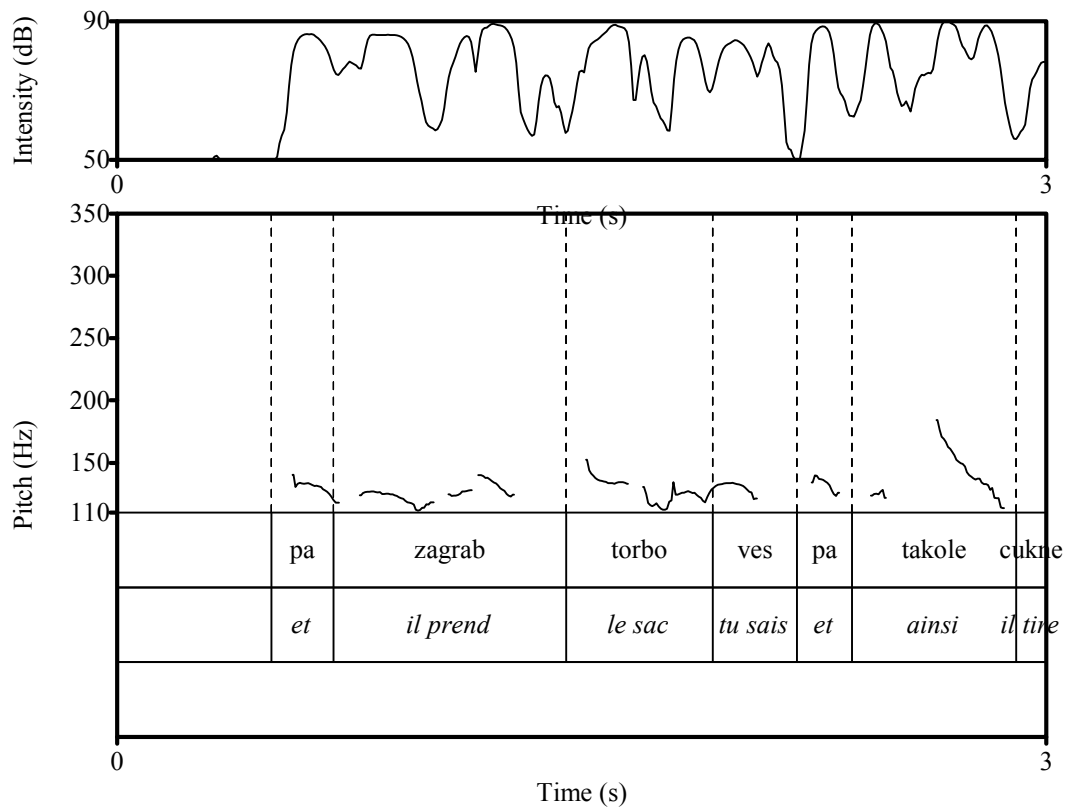 90
Intensity (dB)
50
0 3
Time (s)
350
300
250
200
150
110
Pitch (Hz)
pa zagrab torbo ves pa takole cukne
et il prend le sac tu sais et ainsi il tire
0 3
Time (s)